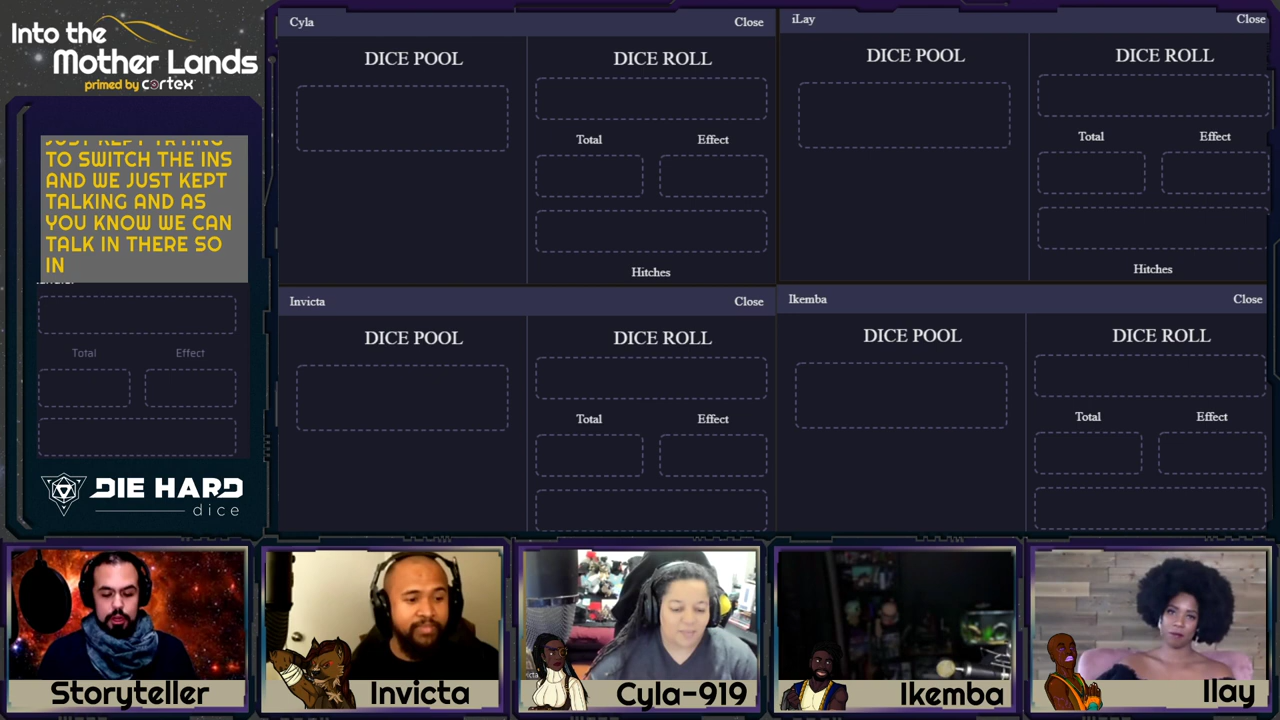 Into the
Mother Lands
primed by cortex
TO SWITCH THE INS
AND WE JUST KEPT
TALKING AND AS
YOU KNOW WE CAN
TALK IN THERE SO
IN
Total Effect
DIE HARD
dice
Cyla Close
DICE POOL DICE ROLL
Total Effect
Hitches
iLay Close
DICE POOL DICE ROLL
Total Effect
Hitches
Invicta Close
DICE POOL DICE ROLL
Total Effect
Ikemba Close
DICE POOL DICE ROLL
Total Effect
Storyteller
Invicta
Cyla-919
Ikemba
Ilay